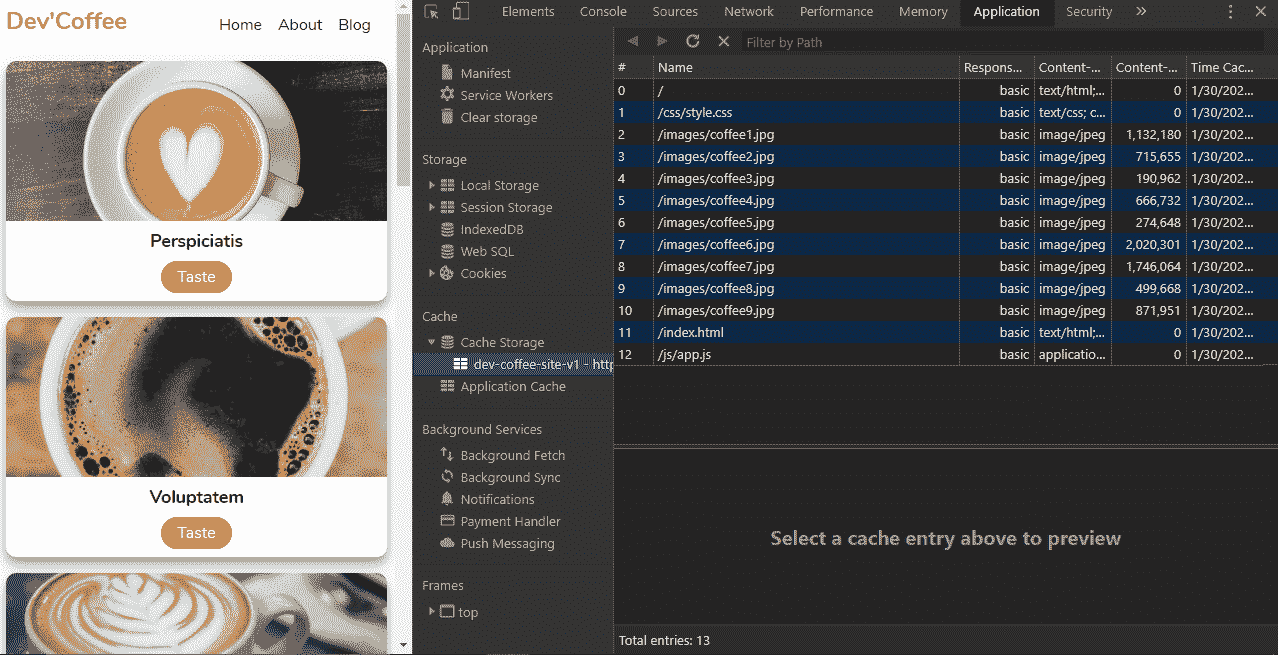 Dev'Coffee
Home About Blog
Perspiciatis
Taste
Voluptatem
Taste
Elements Console Sources Network Performance Memory Application Security »
Application
Manifest
Service Workers
Clear storage
Storage
Local Storage
Session Storage
IndexedDB
Web SQL
Cookies
Cache
Cache Storage
dev-coffee-site-v1 - http
Application Cache
Background Services
Background Fetch
Background Sync
Notifications
Payment Handler
Push Messaging
Frames
top
Filter by Path
# Name Respons... Content-... Content-... Time Cac...
0 / basic text/html;... 0 1/30/202...
1 /css/style.css basic text/css; c... 0 1/30/202...
2 /images/coffee1.jpg basic image/jpeg 1,132,180 1/30/202...
3 /images/coffee2.jpg basic image/jpeg 715,655 1/30/202...
4 /images/coffee3.jpg basic image/jpeg 190,962 1/30/202...
5 /images/coffee4.jpg basic image/jpeg 666,732 1/30/202...
6 /images/coffee5.jpg basic image/jpeg 274,648 1/30/202...
7 /images/coffee6.jpg basic image/jpeg 2,020,301 1/30/202...
8 /images/coffee7.jpg basic image/jpeg 1,746,064 1/30/202...
9 /images/coffee8.jpg basic image/jpeg 499,668 1/30/202...
10 /images/coffee9.jpg basic image/jpeg 871,951 1/30/202...
11 /index.html basic text/html;... 0 1/30/202...
12 /js/app.js basic applicatio... 0 1/30/202...
Select a cache entry above to preview
Total entries: 13